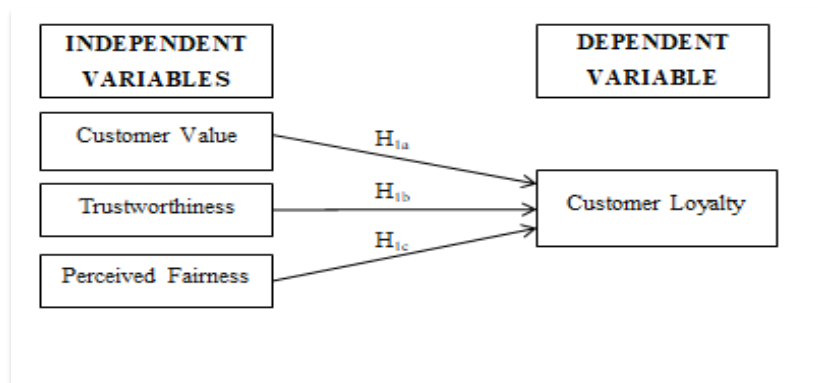 INDEPENDENT
VARIABLES
DEPENDENT
VARIABLE
Customer Value
H1a
Trustworthiness
H1b
Customer Loyalty
H1c
Perceived Fairness